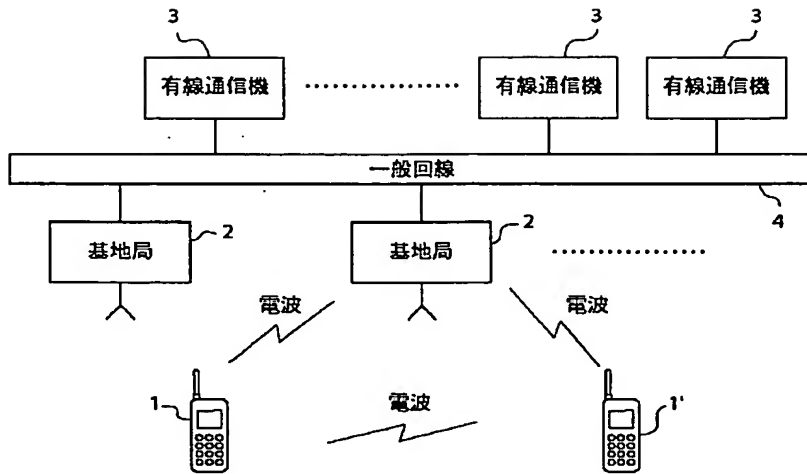 3 3 3
有線通信機 有線通信機 有線通信機
一般回線
4
基地局 2 基地局 2
電波 電波
1 電波 1'